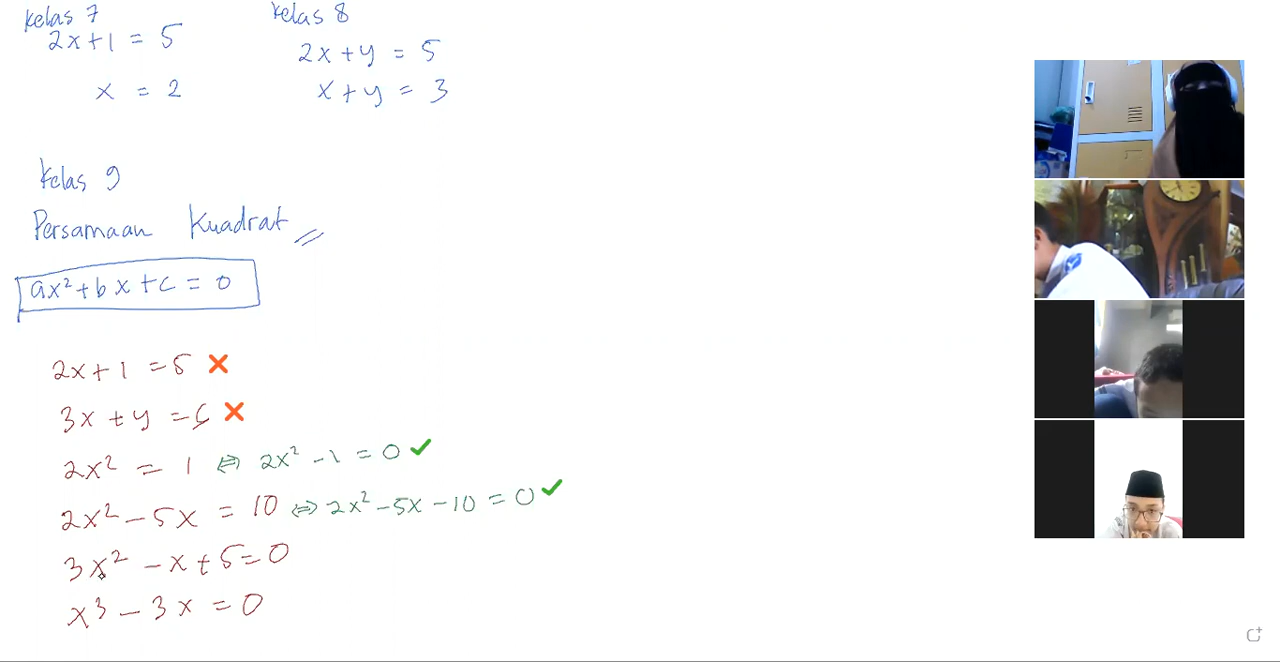 Kelas 7
2x+1 = 5
x = 2
Kelas 8
2x+y = 5
x+y = 3
Kelas 9
Persamaan Kuadrat
ax²+bx+c = 0
2x+1 = 5 ❌
3x+y = 5 ❌
2x² = 1 ⇔ 2x² - 1 = 0 ✓
2x² - 5x = 10 ⇔ 2x² - 5x - 10 = 0 ✓
3x² - x + 5 = 0
x³ - 3x = 0